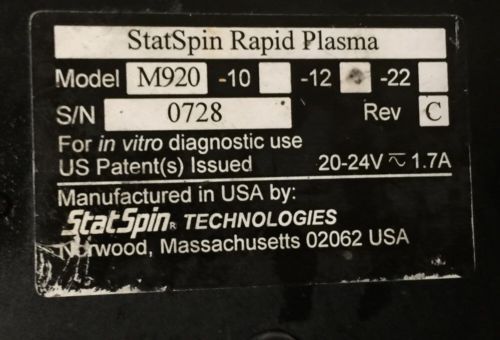 StatSpin Rapid Plasma
Model M920 -10 -12 -22
S/N 0728 Rev C
For in vitro diagnostic use
US Patent(s) Issued 20-24V ⎓ 1.7A
Manufactured in USA by:
StatSpin® TECHNOLOGIES
Norwood, Massachusetts 02062 USA